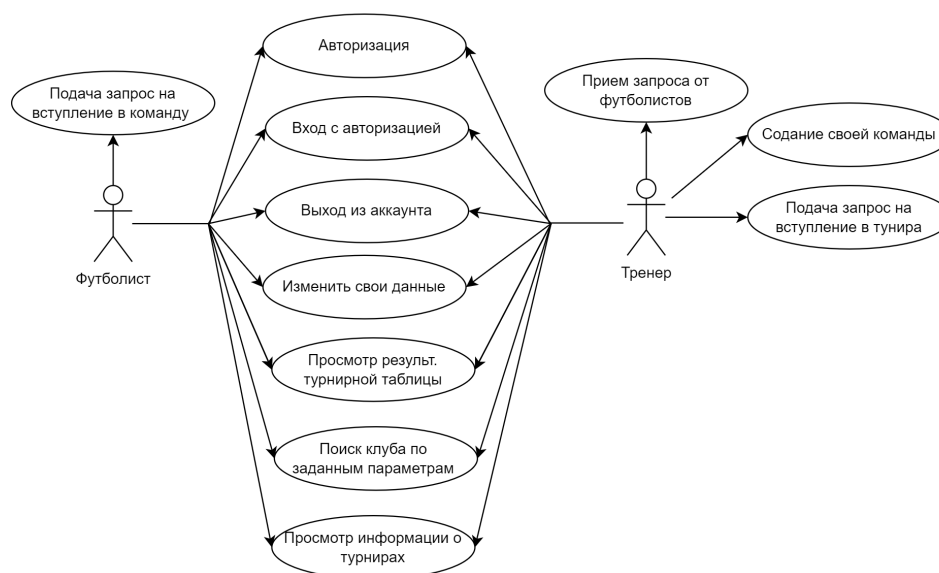 Авторизация
Подача запрос на
вступление в команду
Прием запроса от
футболистов
Вход с авторизацией
Содание своей команды
Выход из аккаунта
Подача запрос на
вступление в тунира
Футболист
Тренер
Изменить свои данные
Просмотр результ.
турнирной таблицы
Поиск клуба по
заданным параметрам
Просмотр информации о
турнирах